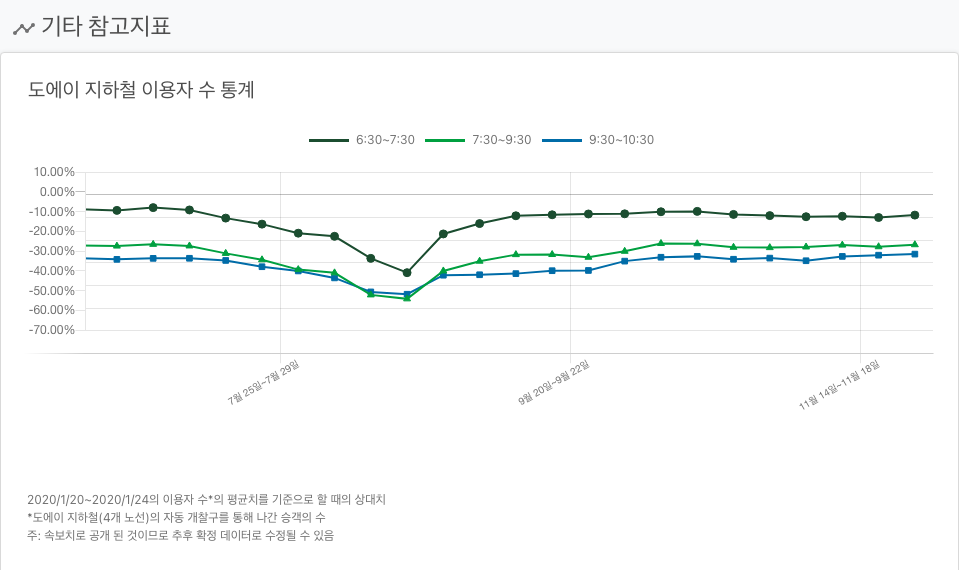 기타 참고지표
도에이 지하철 이용자 수 통계
6:30~7:30 7:30~9:30 9:30~10:30
10.00%
0.00%
-10.00%
-20.00%
-30.00%
-40.00%
-50.00%
-60.00%
-70.00%
7월 25일~7월 29일 9월 20일~9월 22일 11월 14일~11월 18일
2020/1/20~2020/1/24의 이용자 수*의 평균치를 기준으로 할 때의 상대치
*도에이 지하철(4개 노선)의 자동 개찰구를 통해 나간 승객의 수
주: 속보치로 공개 된 것이므로 추후 확정 데이터로 수정될 수 있음